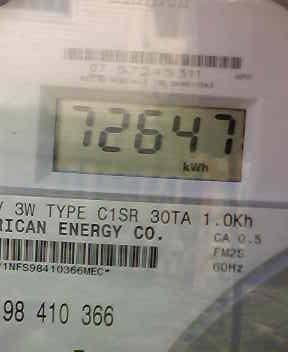 72647
kWh
V 3W TYPE C1SR 30TA 1.0Kh
RICAN ENERGY CO.
CA 0.5
FM2S
60Hz
*1NFS98410366MEC*
98 410 366